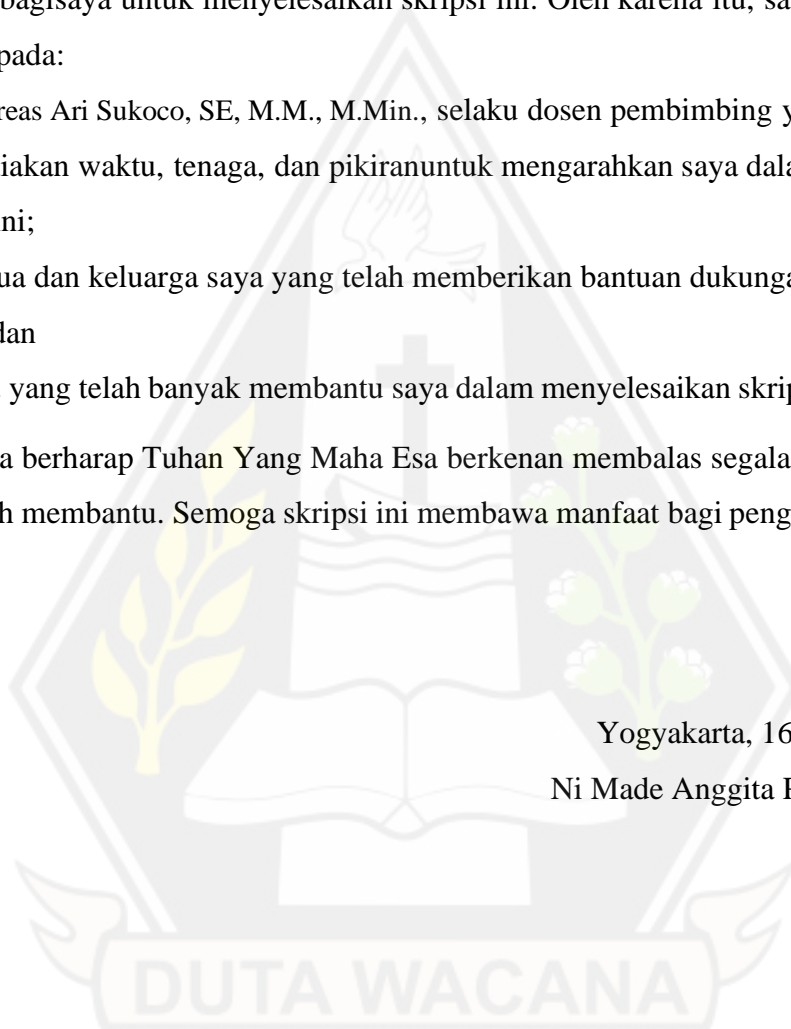 bagisaya untuk menyelesaikan skripsi ini. Oleh karena itu, sa
pada:
reas Ari Sukoco, SE, M.M., M.Min., selaku dosen pembimbing y
iakan waktu, tenaga, dan pikiranuntuk mengarahkan saya dala
ni;
ua dan keluarga saya yang telah memberikan bantuan dukunga
dan
yang telah banyak membantu saya dalam menyelesaikan skrip
a berharap Tuhan Yang Maha Esa berkenan membalas segala
h membantu. Semoga skripsi ini membawa manfaat bagi peng
Yogyakarta, 16
Ni Made Anggita
DUTA WACANA